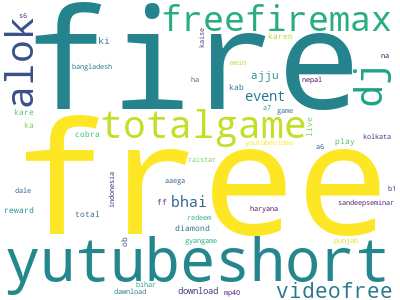 s6
fire
freefiremax
alok
ki
kaise
karen
dj
bangladesh
mein
nepal
na
ha
ajju
kab
event
a7
game
kare
ka
cobra
totalgame
live
play
kolkata
youtubevideo
a6
free
raistar
dale
indonesia
aaega
b1
reward
total
ff
bhai
haryana
sandeepseminar
redeem
diamond
ob
gyangame
punjab
yutubeshort
bihar
dawnload
download
mp40
videofree